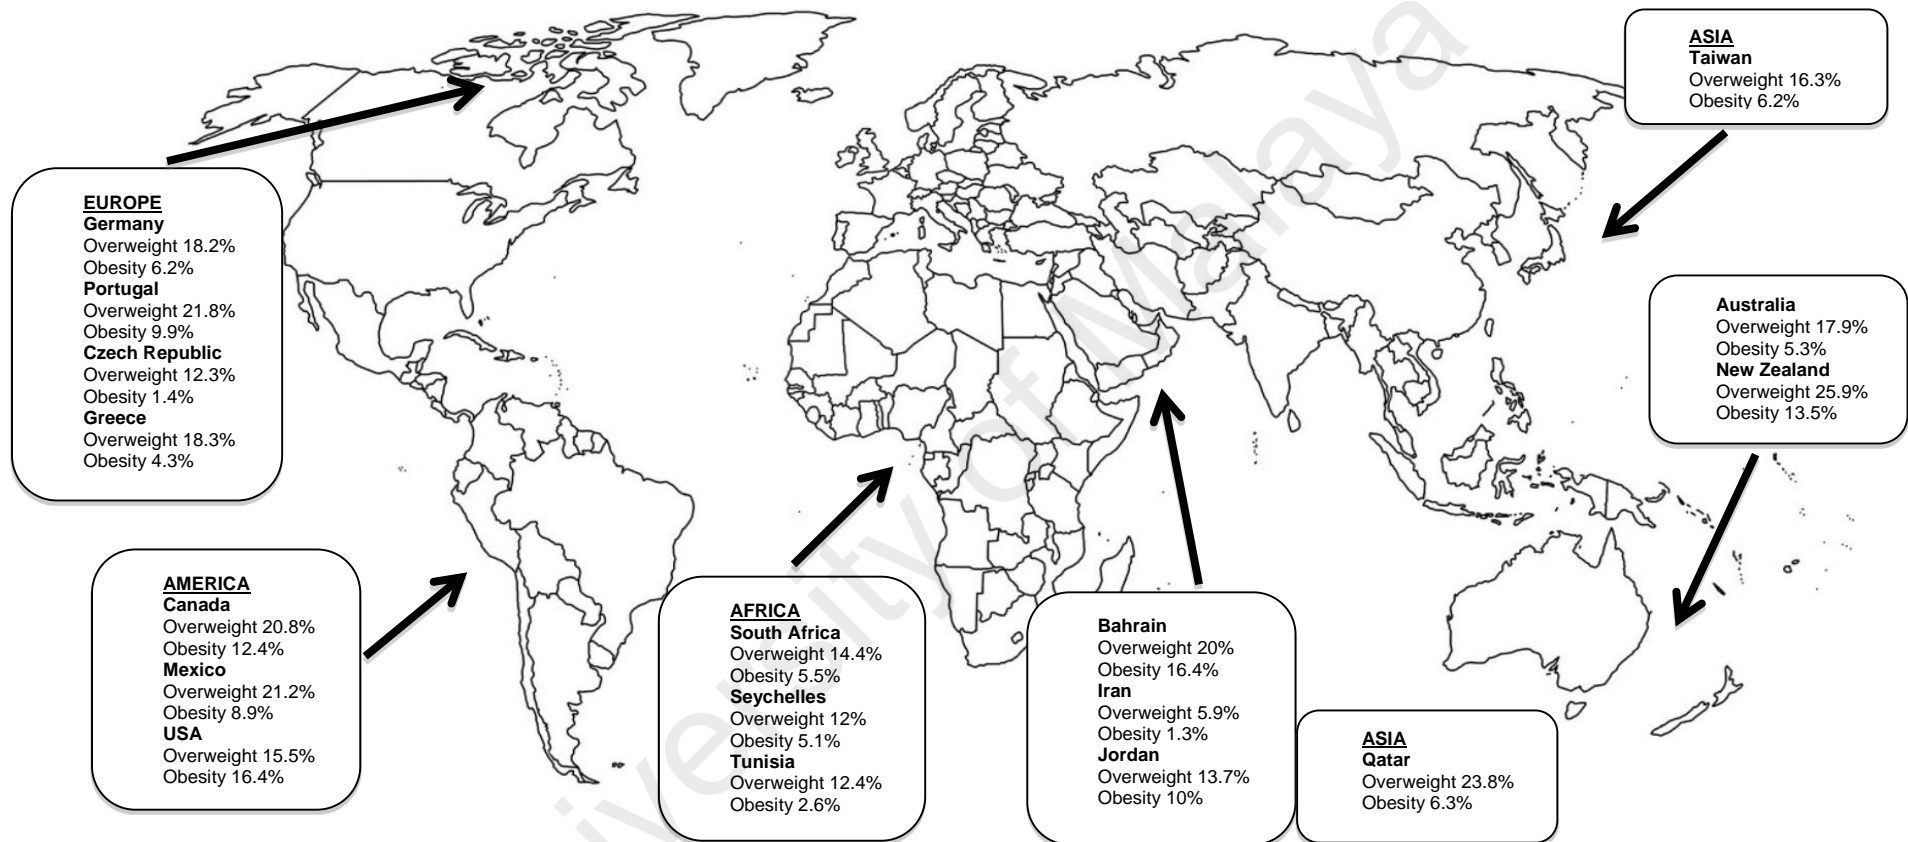 EUROPE
Germany
Overweight 18.2%
Obesity 6.2%
Portugal
Overweight 21.8%
Obesity 9.9%
Czech Republic
Overweight 12.3%
Obesity 1.4%
Greece
Overweight 18.3%
Obesity 4.3%
AMERICA
Canada
Overweight 20.8%
Obesity 12.4%
Mexico
Overweight 21.2%
Obesity 8.9%
USA
Overweight 15.5%
Obesity 16.4%
AFRICA
South Africa
Overweight 14.4%
Obesity 5.5%
Seychelles
Overweight 12%
Obesity 5.1%
Tunisia
Overweight 12.4%
Obesity 2.6%
Bahrain
Overweight 20%
Obesity 16.4%
Iran
Overweight 5.9%
Obesity 1.3%
Jordan
Overweight 13.7%
Obesity 10%
ASIA
Qatar
Overweight 23.8%
Obesity 6.3%
ASIA
Taiwan
Overweight 16.3%
Obesity 6.2%
Australia
Overweight 17.9%
Obesity 5.3%
New Zealand
Overweight 25.9%
Obesity 13.5%
iversity of Malaya